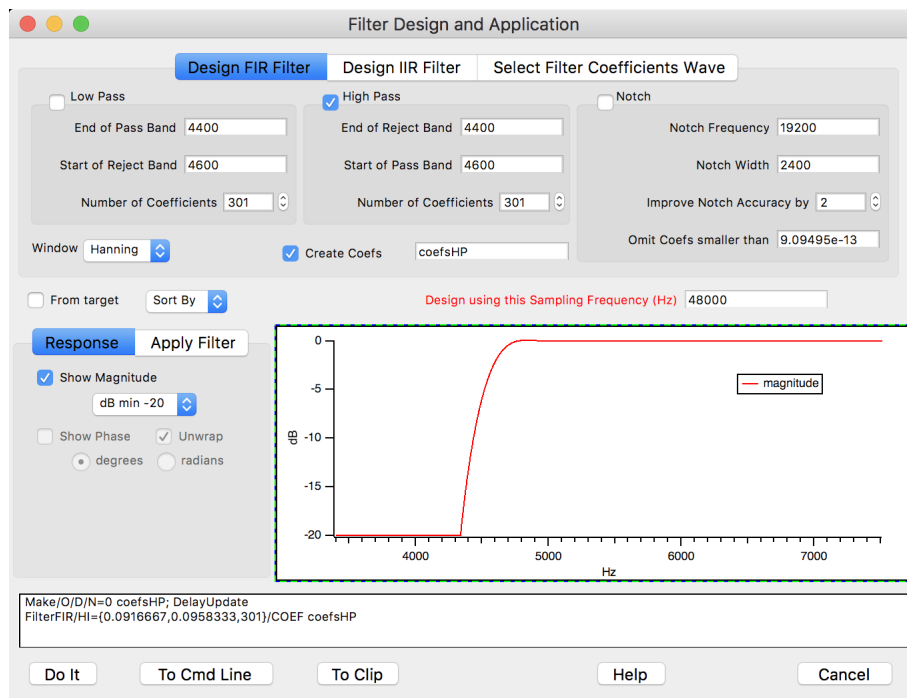 Filter Design and Application
Design FIR Filter Design IIR Filter Select Filter Coefficients Wave
Low Pass
End of Pass Band 4400
Start of Reject Band 4600
Number of Coefficients 301
High Pass
End of Reject Band 4400
Start of Pass Band 4600
Number of Coefficients 301
Notch
Notch Frequency 19200
Notch Width 2400
Improve Notch Accuracy by 2
Omit Coefs smaller than 9.09495e-13
Window Hanning
Create Coefs coefsHP
From target Sort By
Design using this Sampling Frequency (Hz) 48000
Response Apply Filter
Show Magnitude
dB min -20
Show Phase Unwrap
degrees radians
0
-5
-10
-15
-20
dB
4000 5000 6000 7000
Hz
magnitude
Make/O/D/N=0 coefsHP; DelayUpdate
FilterFIR/HI={0.0916667,0.0958333,301}/COEF coefsHP
Do It To Cmd Line To Clip Help Cancel